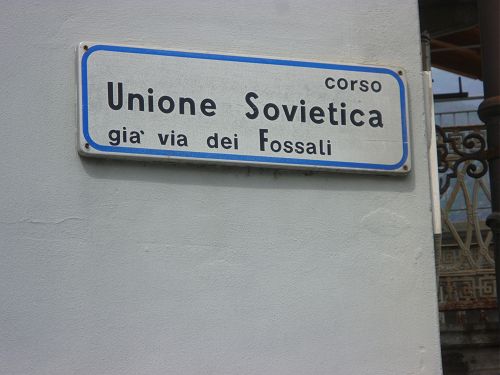 corso
Unione Sovietica
gia' via dei Fossali